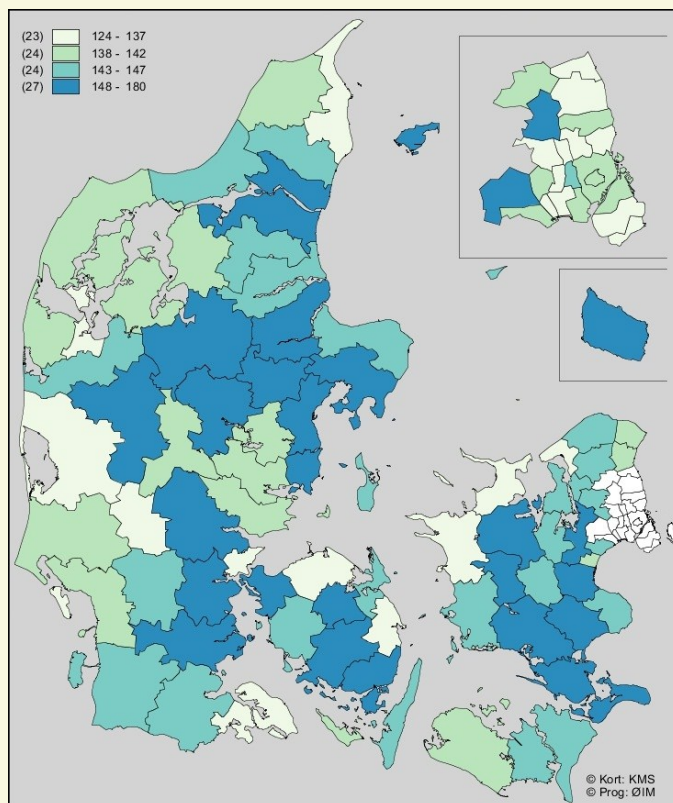 (23) 124 - 137
(24) 138 - 142
(24) 143 - 147
(27) 148 - 180
© Kort: KMS
© Prog: ØIM